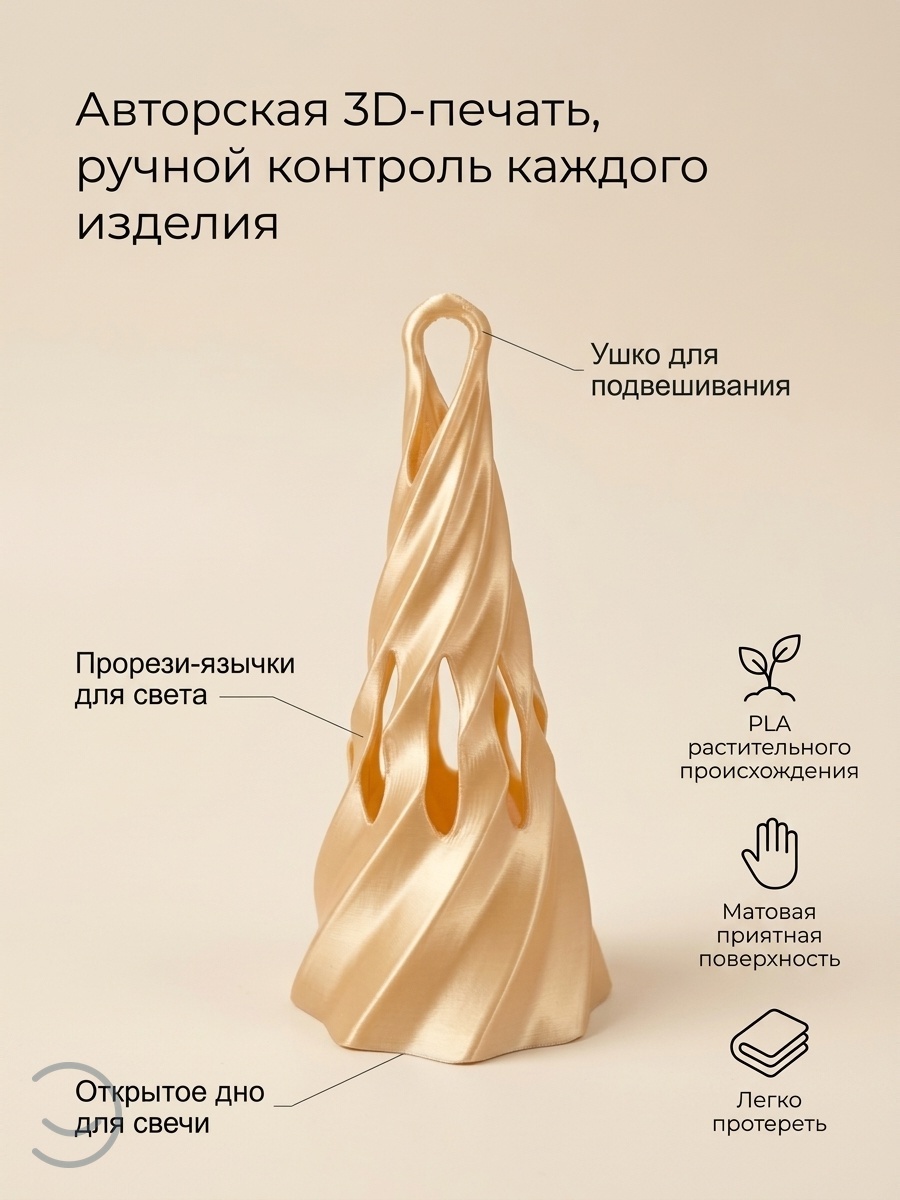 Авторская 3D-печать,
ручной контроль каждого
изделия
Ушко для
подвешивания
Прорези-язычки
для света
PLA
растительного
происхождения
Матовая
приятная
поверхность
Легко
протереть
Открытое дно
для свечи